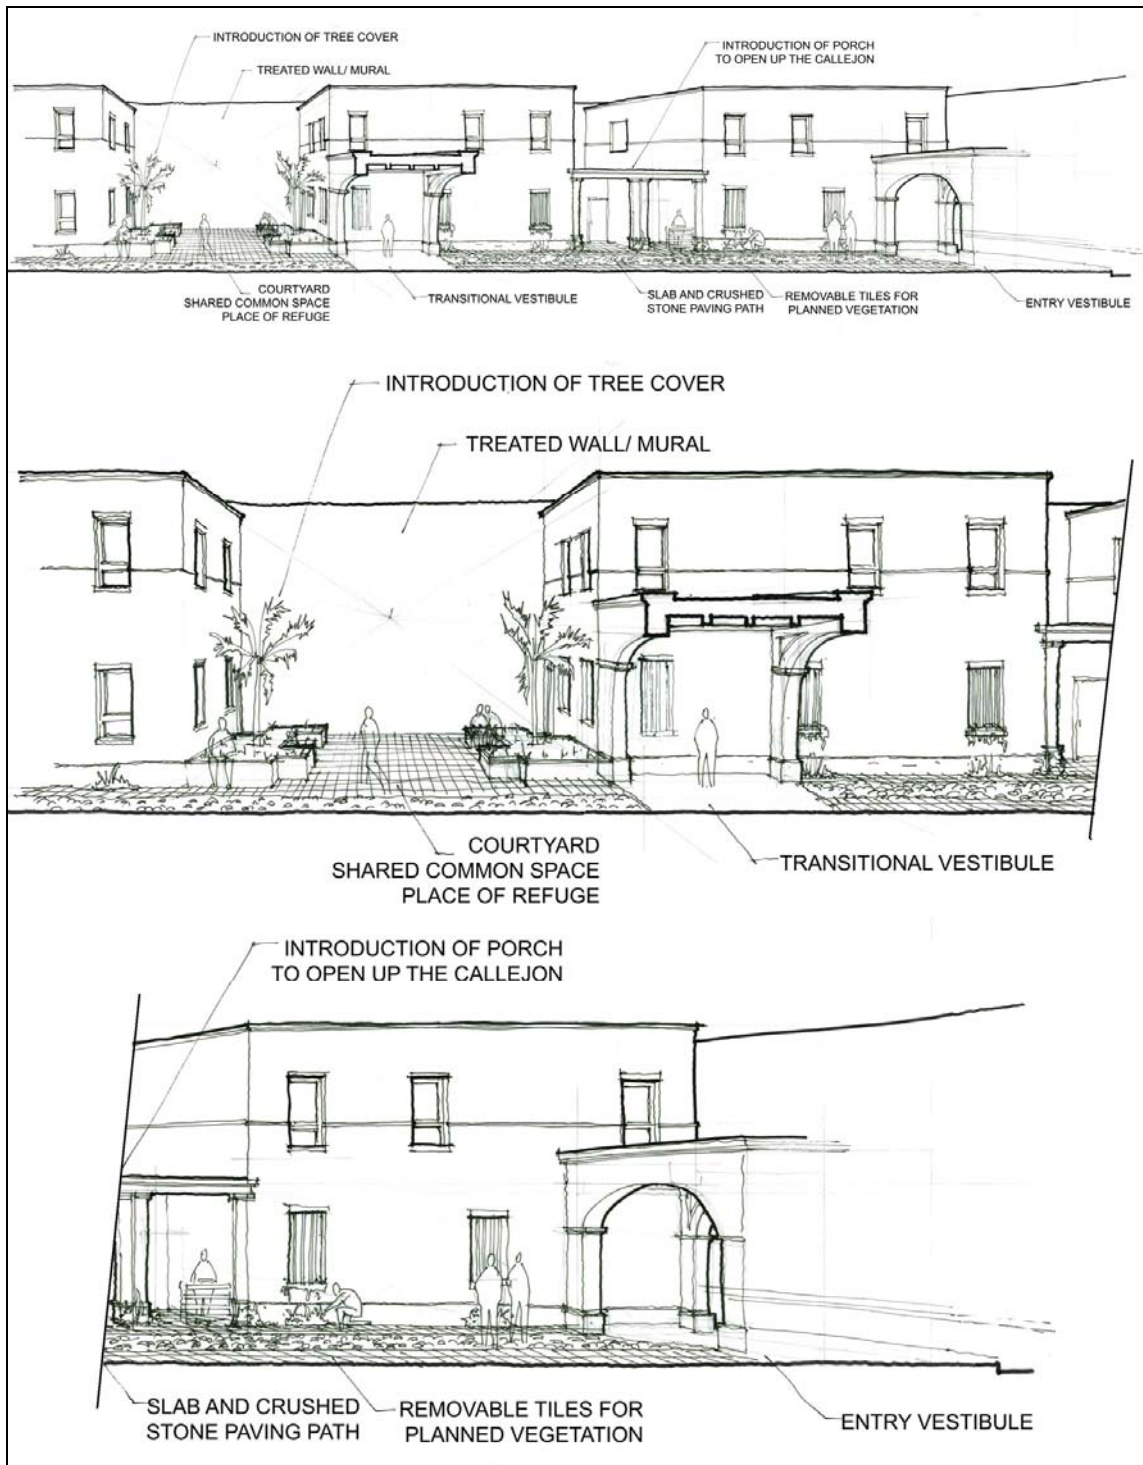 INTRODUCTION OF TREE COVER
TREATED WALL/ MURAL
INTRODUCTION OF PORCH
TO OPEN UP THE CALLEJON
COURTYARD
SHARED COMMON SPACE
PLACE OF REFUGE
TRANSITIONAL VESTIBULE
SLAB AND CRUSHED
STONE PAVING PATH
REMOVABLE TILES FOR
PLANNED VEGETATION
ENTRY VESTIBULE
INTRODUCTION OF TREE COVER
TREATED WALL/ MURAL
COURTYARD
SHARED COMMON SPACE
PLACE OF REFUGE
TRANSITIONAL VESTIBULE
INTRODUCTION OF PORCH
TO OPEN UP THE CALLEJON
SLAB AND CRUSHED
STONE PAVING PATH
REMOVABLE TILES FOR
PLANNED VEGETATION
ENTRY VESTIBULE